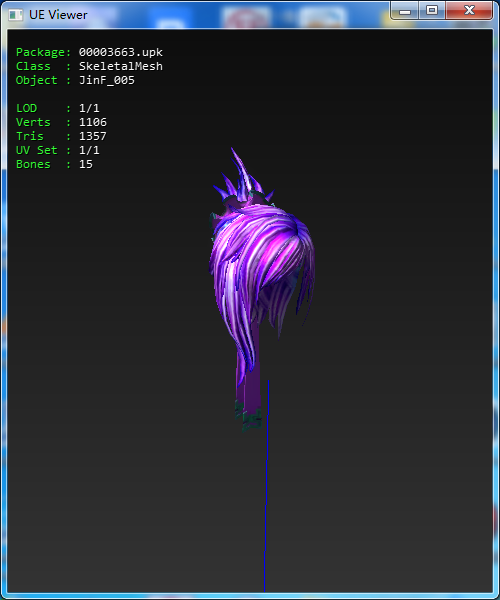 UE Viewer
Package: 00003663.upk
Class : SkeletalMesh
Object : JinF_005
LOD : 1/1
Verts : 1106
Tris : 1357
UV Set : 1/1
Bones : 15